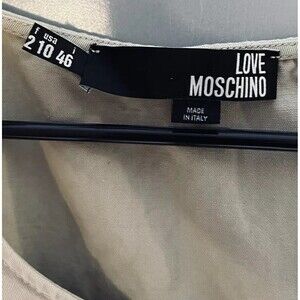 f usa i
2 10 46
LOVE
MOSCHINO
MADE
IN ITALY